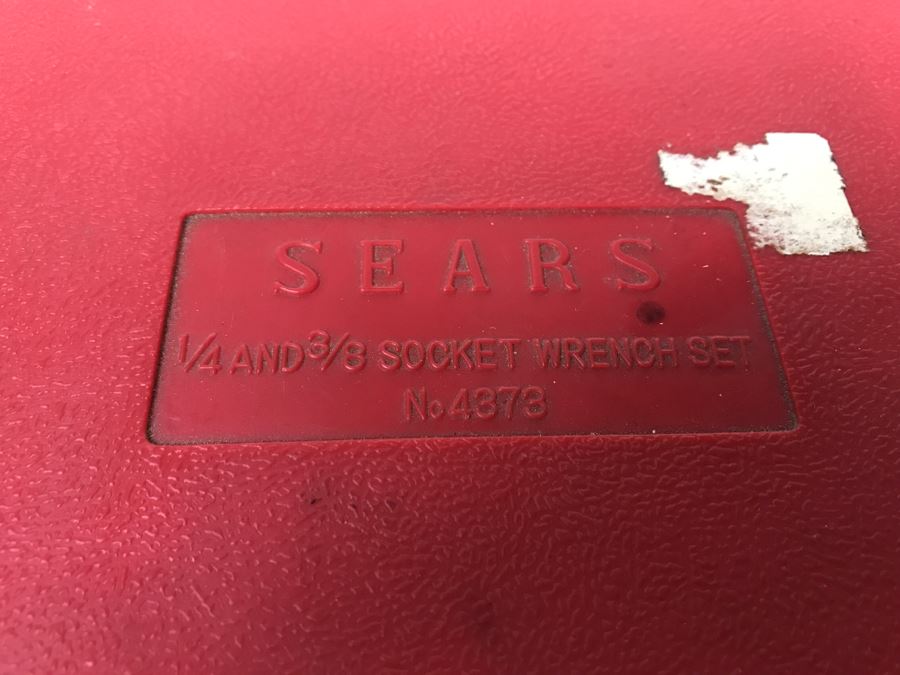 SEARS
1/4 AND 3/8 SOCKET WRENCH SET
No. 4373